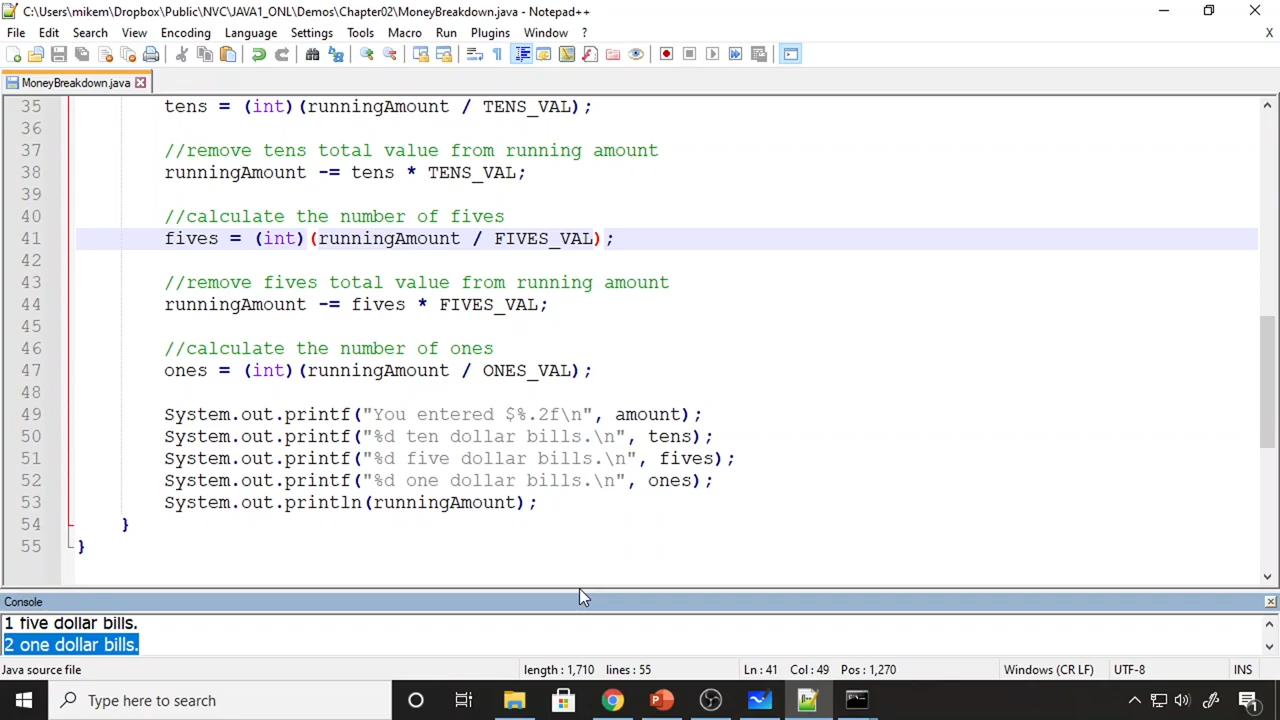 C:\Users\mikem\Dropbox\Public\NVC\JAVA1_ONL\Demos\Chapter02\MoneyBreakdown.java - Notepad++
File Edit Search View Encoding Language Settings Tools Macro Run Plugins Window ? X
MoneyBreakdown.java
35 tens = (int)(runningAmount / TENS_VAL);
36
37 //remove tens total value from running amount
38 runningAmount -= tens * TENS_VAL;
39
40 //calculate the number of fives
41 fives = (int)(runningAmount / FIVES_VAL);
42
43 //remove fives total value from running amount
44 runningAmount -= fives * FIVES_VAL;
45
46 //calculate the number of ones
47 ones = (int)(runningAmount / ONES_VAL);
48
49 System.out.printf("You entered $%.2f\n", amount);
50 System.out.printf("%d ten dollar bills.\n", tens);
51 System.out.printf("%d five dollar bills.\n", fives);
52 System.out.printf("%d one dollar bills.\n", ones);
53 System.out.println(runningAmount);
54 }
55 }
Console
1 five dollar bills.
2 one dollar bills.
Java source file length : 1,710 lines : 55 Ln : 41 Col : 49 Pos : 1,270 Windows (CR LF) UTF-8 INS
Type here to search 1